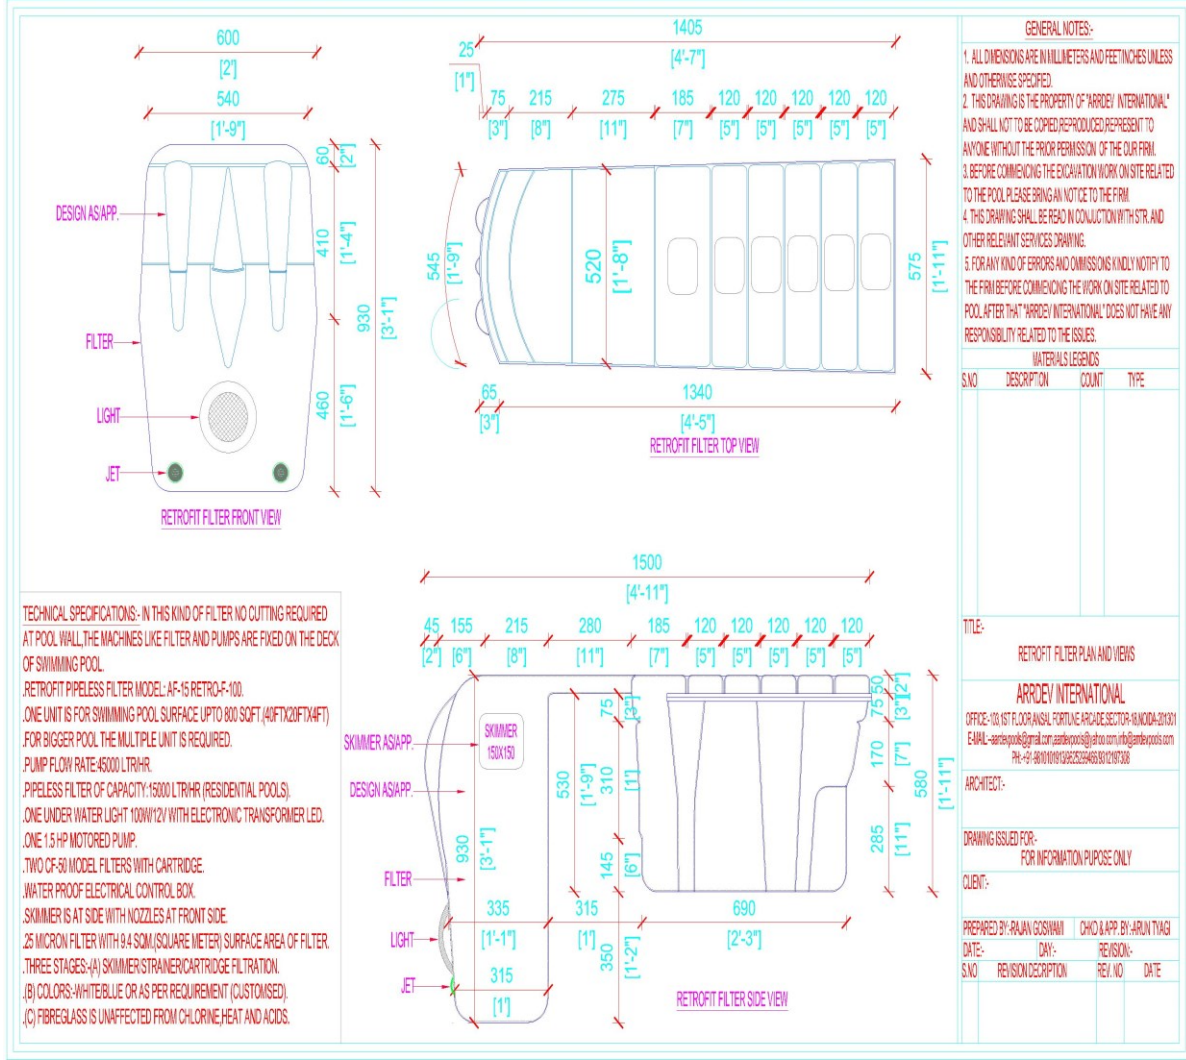 600
[2']
540
[1'-9"]
60
[2"]
410
[1'-4"]
930
[3'-1"]
460
[1'-6"]
DESIGN AS/APP.
FILTER
LIGHT
JET
RETROFIT FILTER FRONT VIEW
1405
[4'-7"]
25
[1"]
75 215 275 185 120 120 120 120 120
[3"] [8"] [11"] [7"] [5"] [5"] [5"] [5"] [5"]
545
[1'-9"]
520
[1'-8"]
575
[1'-11"]
65
[3"]
1340
[4'-5"]
RETROFIT FILTER TOP VIEW
TECHNICAL SPECIFICATIONS:- IN THIS KIND OF FILTER NO CUTTING REQUIRED
AT POOL WALL,THE MACHINES LIKE FILTER AND PUMPS ARE FIXED ON THE DECK
OF SWIMMING POOL.
.RETROFIT PIPELESS FILTER MODEL: AF-15 RETRO-F-100.
.ONE UNIT IS FOR SWIMMING POOL SURFACE UPTO 800 SQFT.(40FTX20FTX4FT)
.FOR BIGGER POOL THE MULTIPLE UNIT IS REQUIRED.
.PUMP FLOW RATE:45000 LTR/HR.
.PIPELESS FILTER OF CAPACITY:15000 LTR/HR (RESIDENTIAL POOLS).
.ONE UNDER WATER LIGHT 100W/12V WITH ELECTRONIC TRANSFORMER LED.
.ONE 1.5 HP MOTORED PUMP.
.TWO CF-50 MODEL FILTERS WITH CARTRIDGE.
.WATER PROOF ELECTRICAL CONTROL BOX.
.SKIMMER IS AT SIDE WITH NOZZLES AT FRONT SIDE.
.25 MICRON FILTER WITH 9.4 SQM.(SQUARE METER) SURFACE AREA OF FILTER.
.THREE STAGES:-(A) SKIMMER/STRAINER/CARTRIDGE FILTRATION.
.(B) COLORS:-WHITE/BLUE OR AS PER REQUIREMENT (CUSTOMISED).
.(C) FIBREGLASS IS UNAFFECTED FROM CHLORINE,HEAT AND ACIDS.
1500
[4'-11"]
45 155 215 280 185 120 120 120 120 120
[2"] [6"] [8"] [11"] [7"] [5"] [5"] [5"] [5"] [5"]
SKIMMER AS/APP.
DESIGN AS/APP.
FILTER
LIGHT
JET
SKIMMER
150X150
930
[3'-1"]
530
[1'-9"]
75
[3"]
310
[1']
145
[6"]
350
[1'-2"]
50
[2"]
75
[3"]
170
[7"]
285
[11"]
580
[1'-11"]
335 315 690
[1'-1"] [1'] [2'-3"]
315
[1']
RETROFIT FILTER SIDE VIEW
GENERAL NOTES:-
1. ALL DIMENSIONS ARE IN MILLIMETERS AND FEET/INCHES UNLESS
AND OTHERWISE SPECIFIED.
2. THIS DRAWING IS THE PROPERTY OF "ARRDEV INTERNATIONAL"
AND SHALL NOT TO BE COPIED,REPRODUCED,REPRESENT TO
ANYONE WITHOUT THE PRIOR PERMISSION OF THE OUR FIRM.
3. BEFORE COMMENCING THE EXCAVATION WORK ON SITE RELATED
TO THE POOL PLEASE BRING AN NOTICE TO THE FIRM.
4. THIS DRAWING SHALL BE READ IN CONJUCTION WITH STR. AND
OTHER RELEVANT SERVICES DRAWING.
5. FOR ANY KIND OF ERRORS AND OMMISSIONS KINDLY NOTIFY TO
THE FIRM BEFORE COMMENCING THE WORK ON SITE RELATED TO
POOL. AFTER THAT "ARRDEV INTERNATIONAL" DOES NOT HAVE ANY
RESPONSIBILITY RELATED TO THE ISSUES.
MATERIALS LEGENDS
S.NO DESCRIPTION COUNT TYPE
TITLE:-
RETROFIT FILTER PLAN AND VIEWS
ARRDEV INTERNATIONAL
OFFICE:-103,1ST FLOOR,ANSAL FORTUNE ARCADE,SECTOR-18,NOIDA-201301
ARCHITECT:-
DRAWING ISSUED FOR:-
FOR INFORMATION PUPOSE ONLY
CLIENT:-
PREPARED BY:-RAJAN GOSWAMI CHKD & APP. BY:-ARUN TYAGI
DATE:- DAY:- REVISION:-
S.NO REVISION DECRIPTION REV. NO DATE